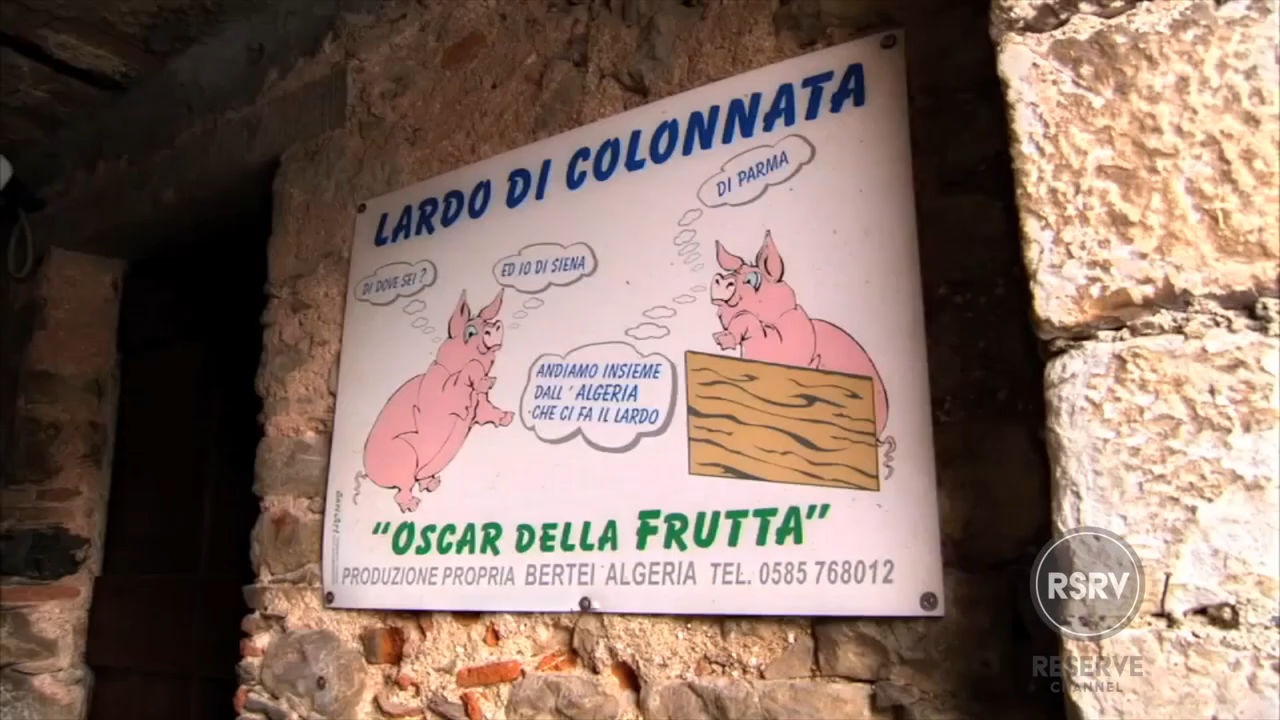 LARDO DI COLONNATA
DI PARMA
DI DOVE SEI ?
ED IO DI SIENA
ANDIAMO INSIEME
DALL' ALGERIA
CHE CI FA IL LARDO
"OSCAR DELLA FRUTTA"
PRODUZIONE PROPRIA BERTEI ALGERIA TEL. 0585 768012
RSRV
RESERVE
CHANNEL